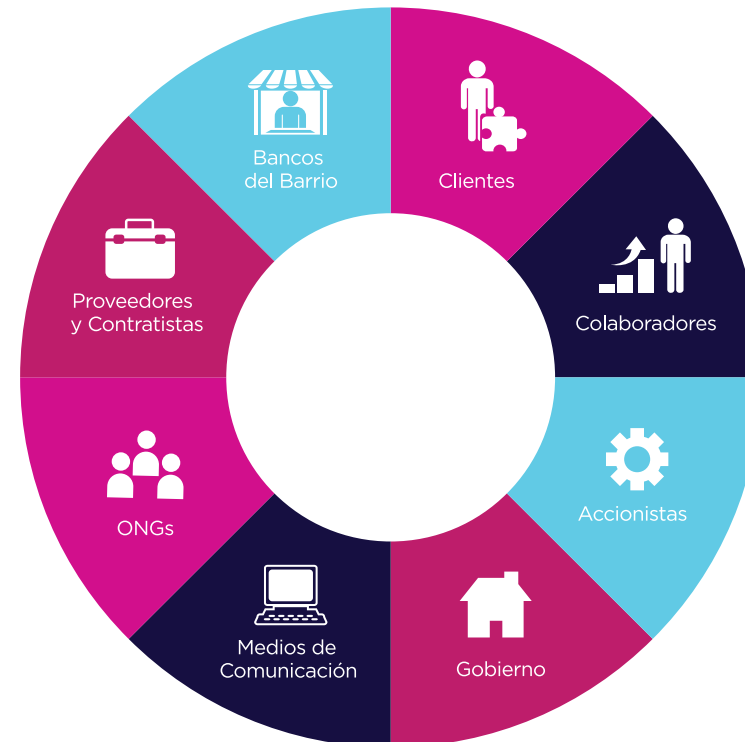 Bancos
del Barrio
Clientes
Proveedores
y Contratistas
Colaboradores
ONGs
Accionistas
Medios de
Comunicación
Gobierno